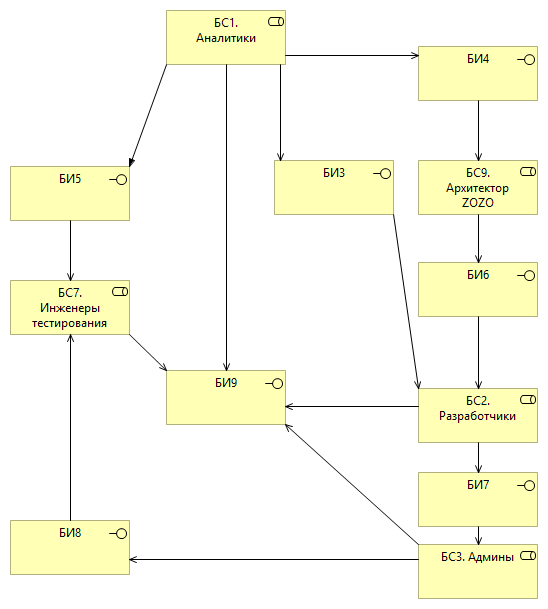 БС1.
Аналитики
БИ4
БИ5
БИ3
БС9.
Архитектор
ZOZO
БС7.
Инженеры
тестирования
БИ6
БИ9
БС2.
Разработчики
БИ7
БИ8
БС3. Админы